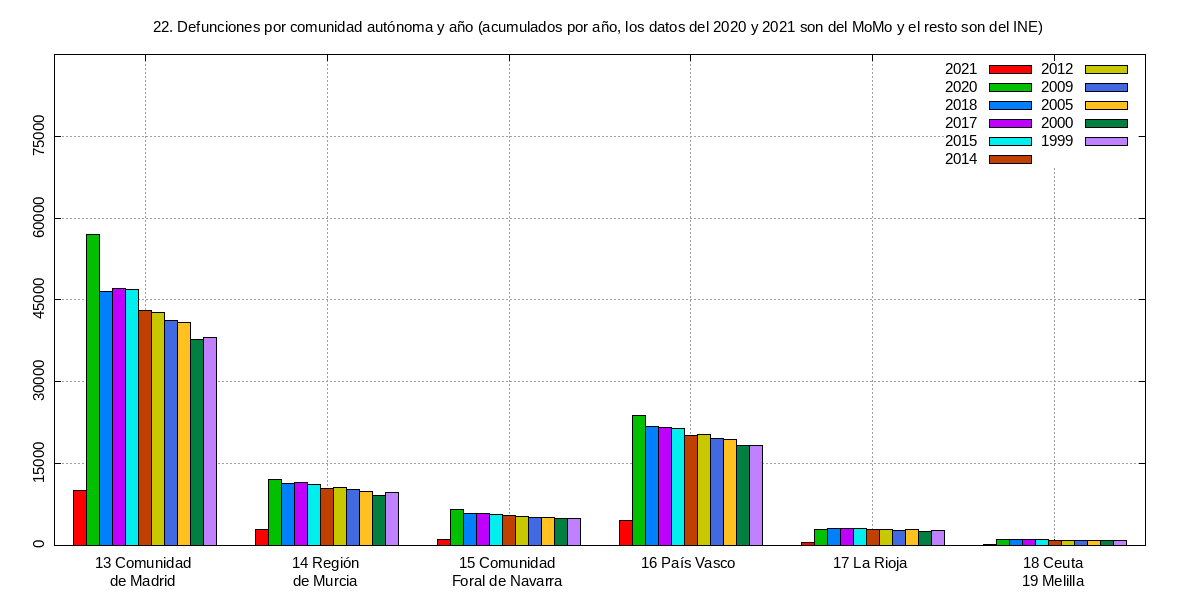 22. Defunciones por comunidad autónoma y año (acumulados por año, los datos del 2020 y 2021 son del MoMo y el resto son del INE)
2021 2012
2020 2009
2018 2005
2017 2000
2015 1999
2014
75000
60000
45000
30000
15000
0
13 Comunidad
de Madrid
14 Región
de Murcia
15 Comunidad
Foral de Navarra
16 País Vasco
17 La Rioja
18 Ceuta
19 Melilla